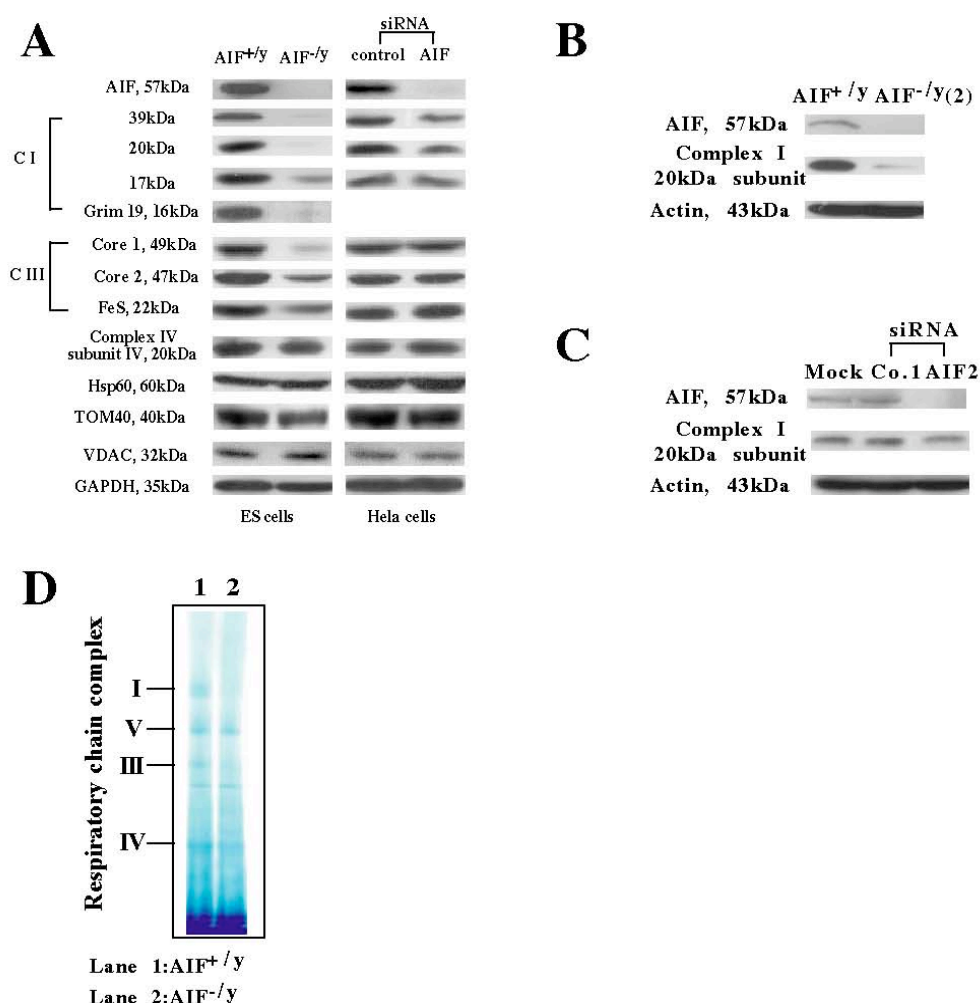 A
siRNA
AIF+/y AIF-/y control AIF
AIF, 57kDa
39kDa
20kDa
C I
17kDa
Grim 19, 16kDa
Core 1, 49kDa
C III
Core 2, 47kDa
FeS, 22kDa
Complex IV
subunit IV, 20kDa
Hsp60, 60kDa
TOM40, 40kDa
VDAC, 32kDa
GAPDH, 35kDa
ES cells Hela cells
B
AIF+/y AIF-/y(2)
AIF, 57kDa
Complex I
20kDa subunit
Actin, 43kDa
C
siRNA
Mock Co.1 AIF2
AIF, 57kDa
Complex I
20kDa subunit
Actin, 43kDa
D
1 2
Respiratory chain complex
I
V
III
IV
Lane 1:AIF+/y
Lane 2:AIF-/y